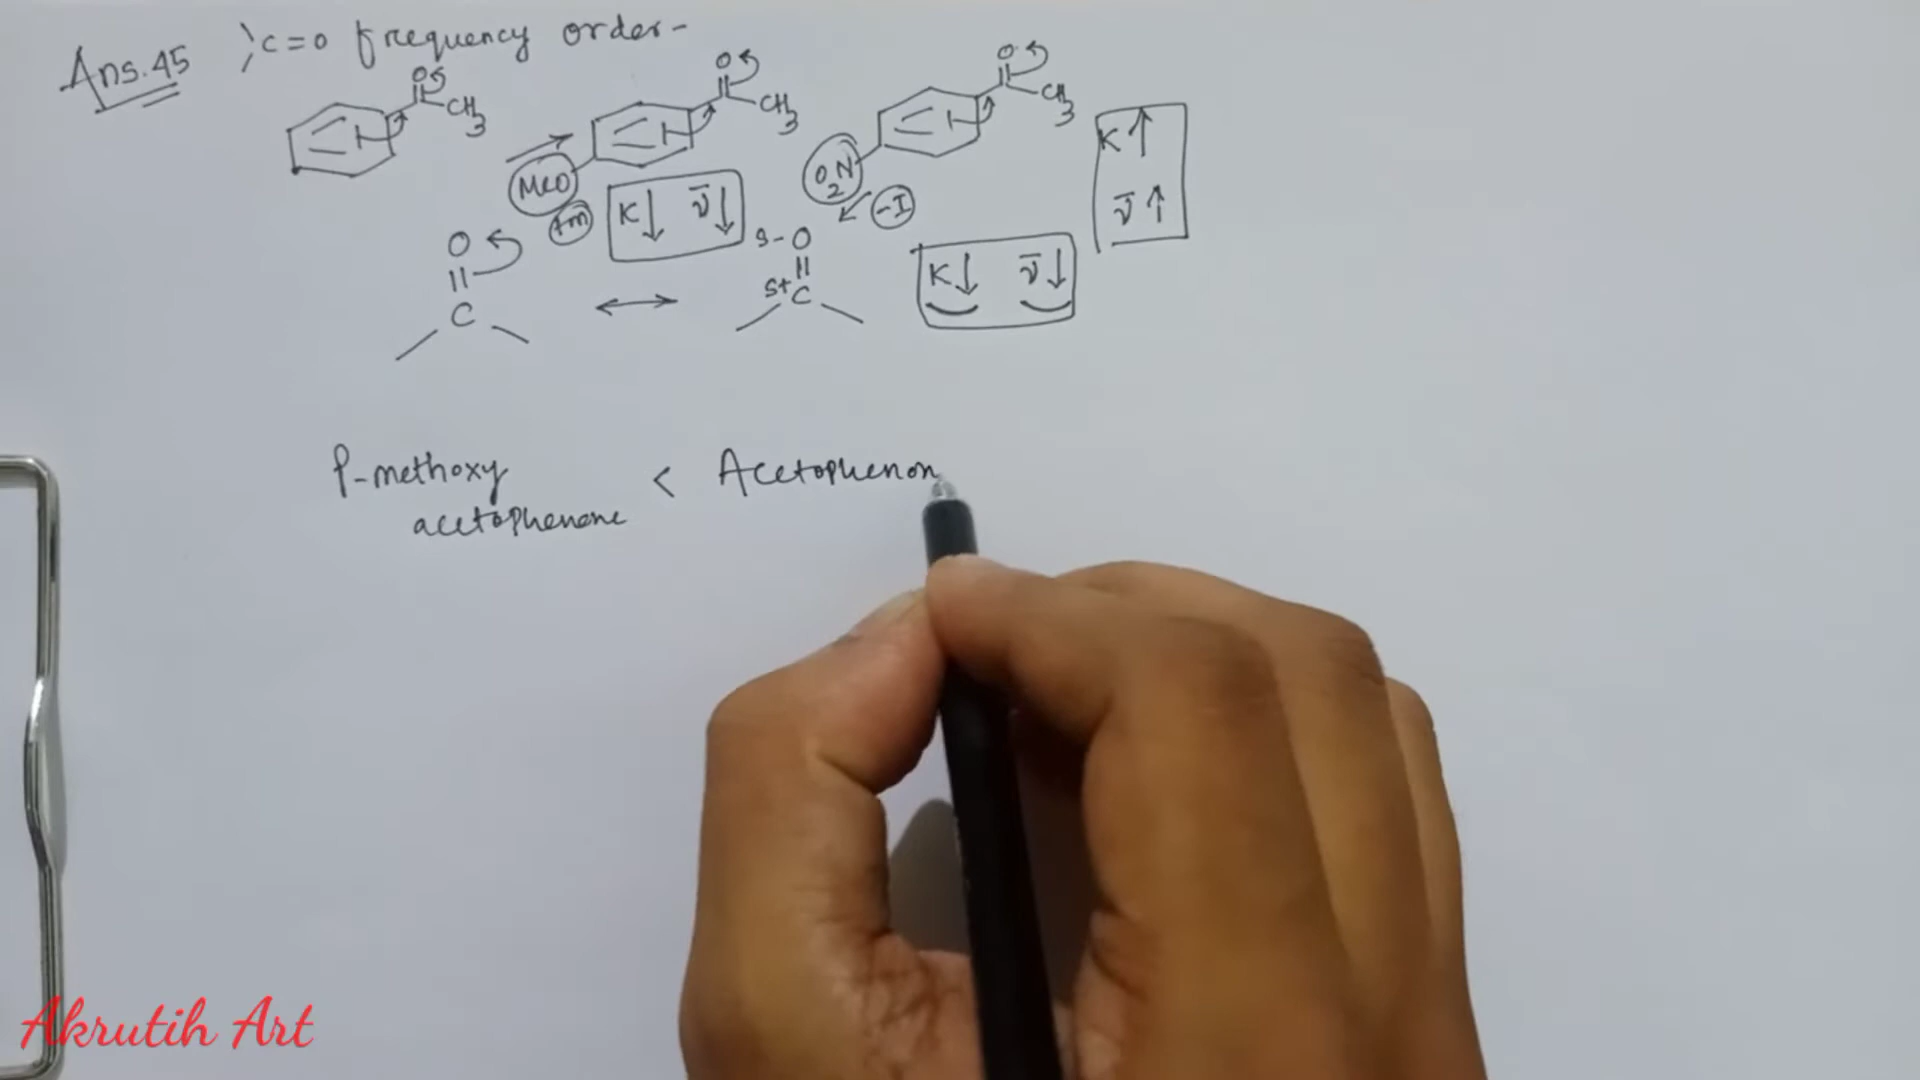 Ans.45 >c=o frequency order-
O CH3 O CH3 O CH3
MeO +m K↓ ν̄↓
O2N -I
K↑
ν̄↑
O
||
C
↔
δ- O
||
δ+ C
K↓ ν̄↓
P-methoxy < Acetophenon
acetophenone
Akrutih Art